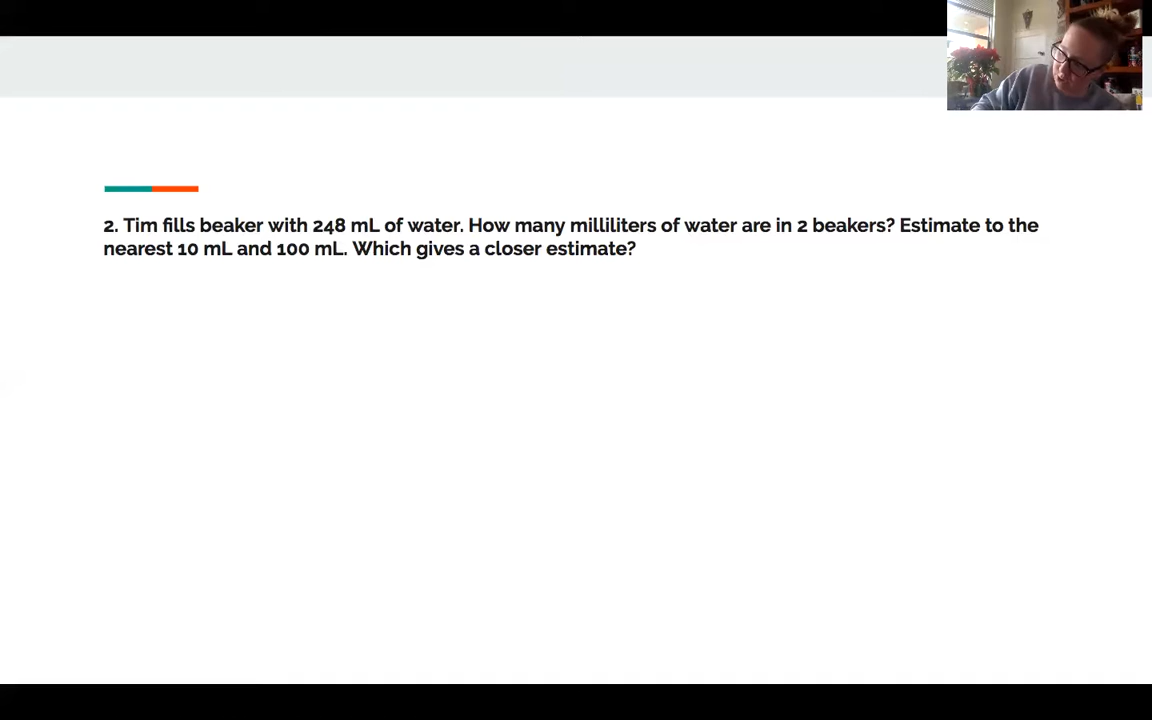 2. Tim fills beaker with 248 mL of water. How many milliliters of water are in 2 beakers? Estimate to the
nearest 10 mL and 100 mL. Which gives a closer estimate?